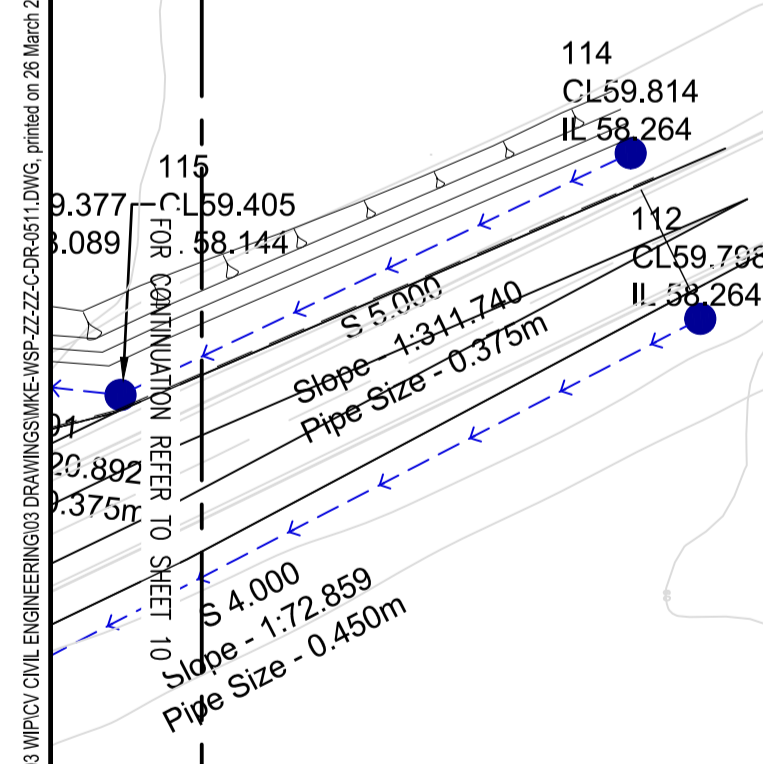 03 WIP\CV CIVIL ENGINEERING\03 DRAWINGS\MKE-WSP-ZZ-ZZ-C-DR-0511.DWG, printed on 26 March 2
114
CL59.814
IL 58.264
115
9.377
CL59.405
.089
58.144
112
CL59.798
IL 58.264
S 5.000
Slope - 1:311.740
Pipe Size - 0.375m
FOR CONTINUATION REFER TO SHEET 10
91
20.892
0.375m
S 4.000
Slope - 1:72.859
Pipe Size - 0.450m